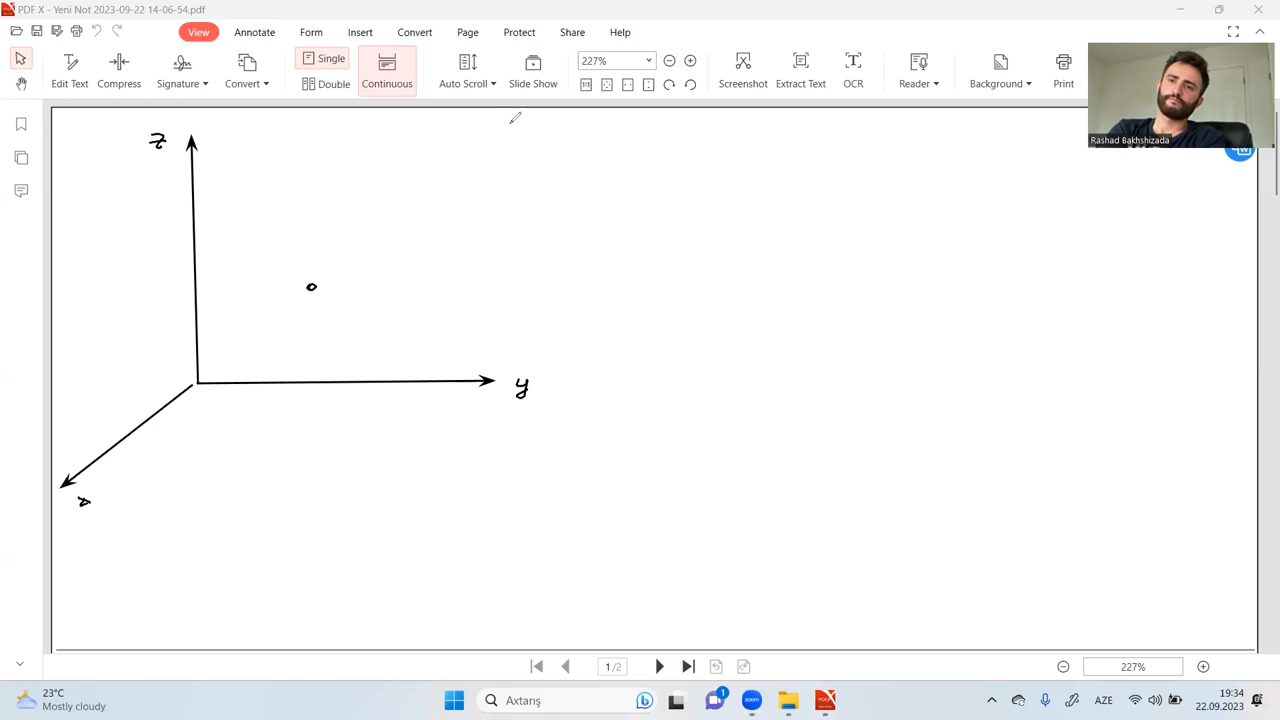 PDF X - Yeni Not 2023-09-22 14-06-54.pdf
View Annotate Form Insert Convert Page Protect Share Help
Edit Text Compress Signature Convert Single Double Continuous Auto Scroll Slide Show 227% Screenshot Extract Text OCR Reader Background Print
Rashad Bakhshizada
z
y
x
1 /2
227%
23°C
Mostly cloudy
Axtarış
1
zoom
AZE
19:34
22.09.2023